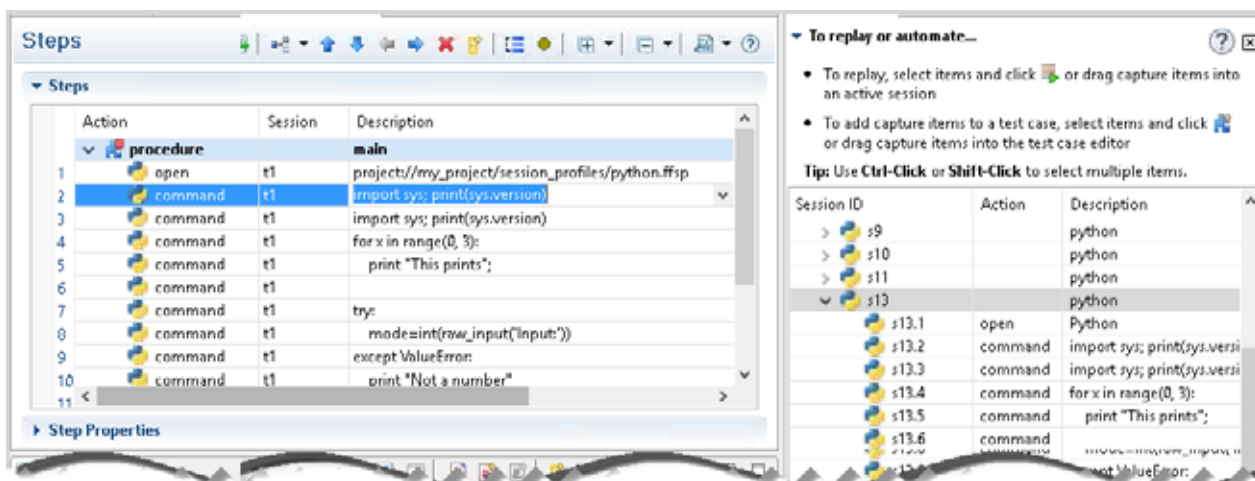 Steps
Steps
Action Session Description
procedure main
1 open t1 project://my_project/session_profiles/python.ffsp
2 command t1 import sys; print(sys.version)
3 command t1 import sys; print(sys.version)
4 command t1 for x in range(0, 3):
5 command t1 print "This prints";
6 command t1
7 command t1 try:
8 command t1 mode=int(raw_input('Input:'))
9 command t1 except ValueError:
10 command t1 print "Not a number"
11
Step Properties
To replay or automate...
• To replay, select items and click or drag capture items into
an active session
• To add capture items to a test case, select items and click
or drag capture items into the test case editor
Tip: Use Ctrl-Click or Shift-Click to select multiple items.
Session ID Action Description
s9 python
s10 python
s11 python
s13 python
s13.1 open Python
s13.2 command import sys; print(sys.versi
s13.3 command import sys; print(sys.versi
s13.4 command for x in range(0, 3):
s13.5 command print "This prints";
s13.6 command
ValueError: